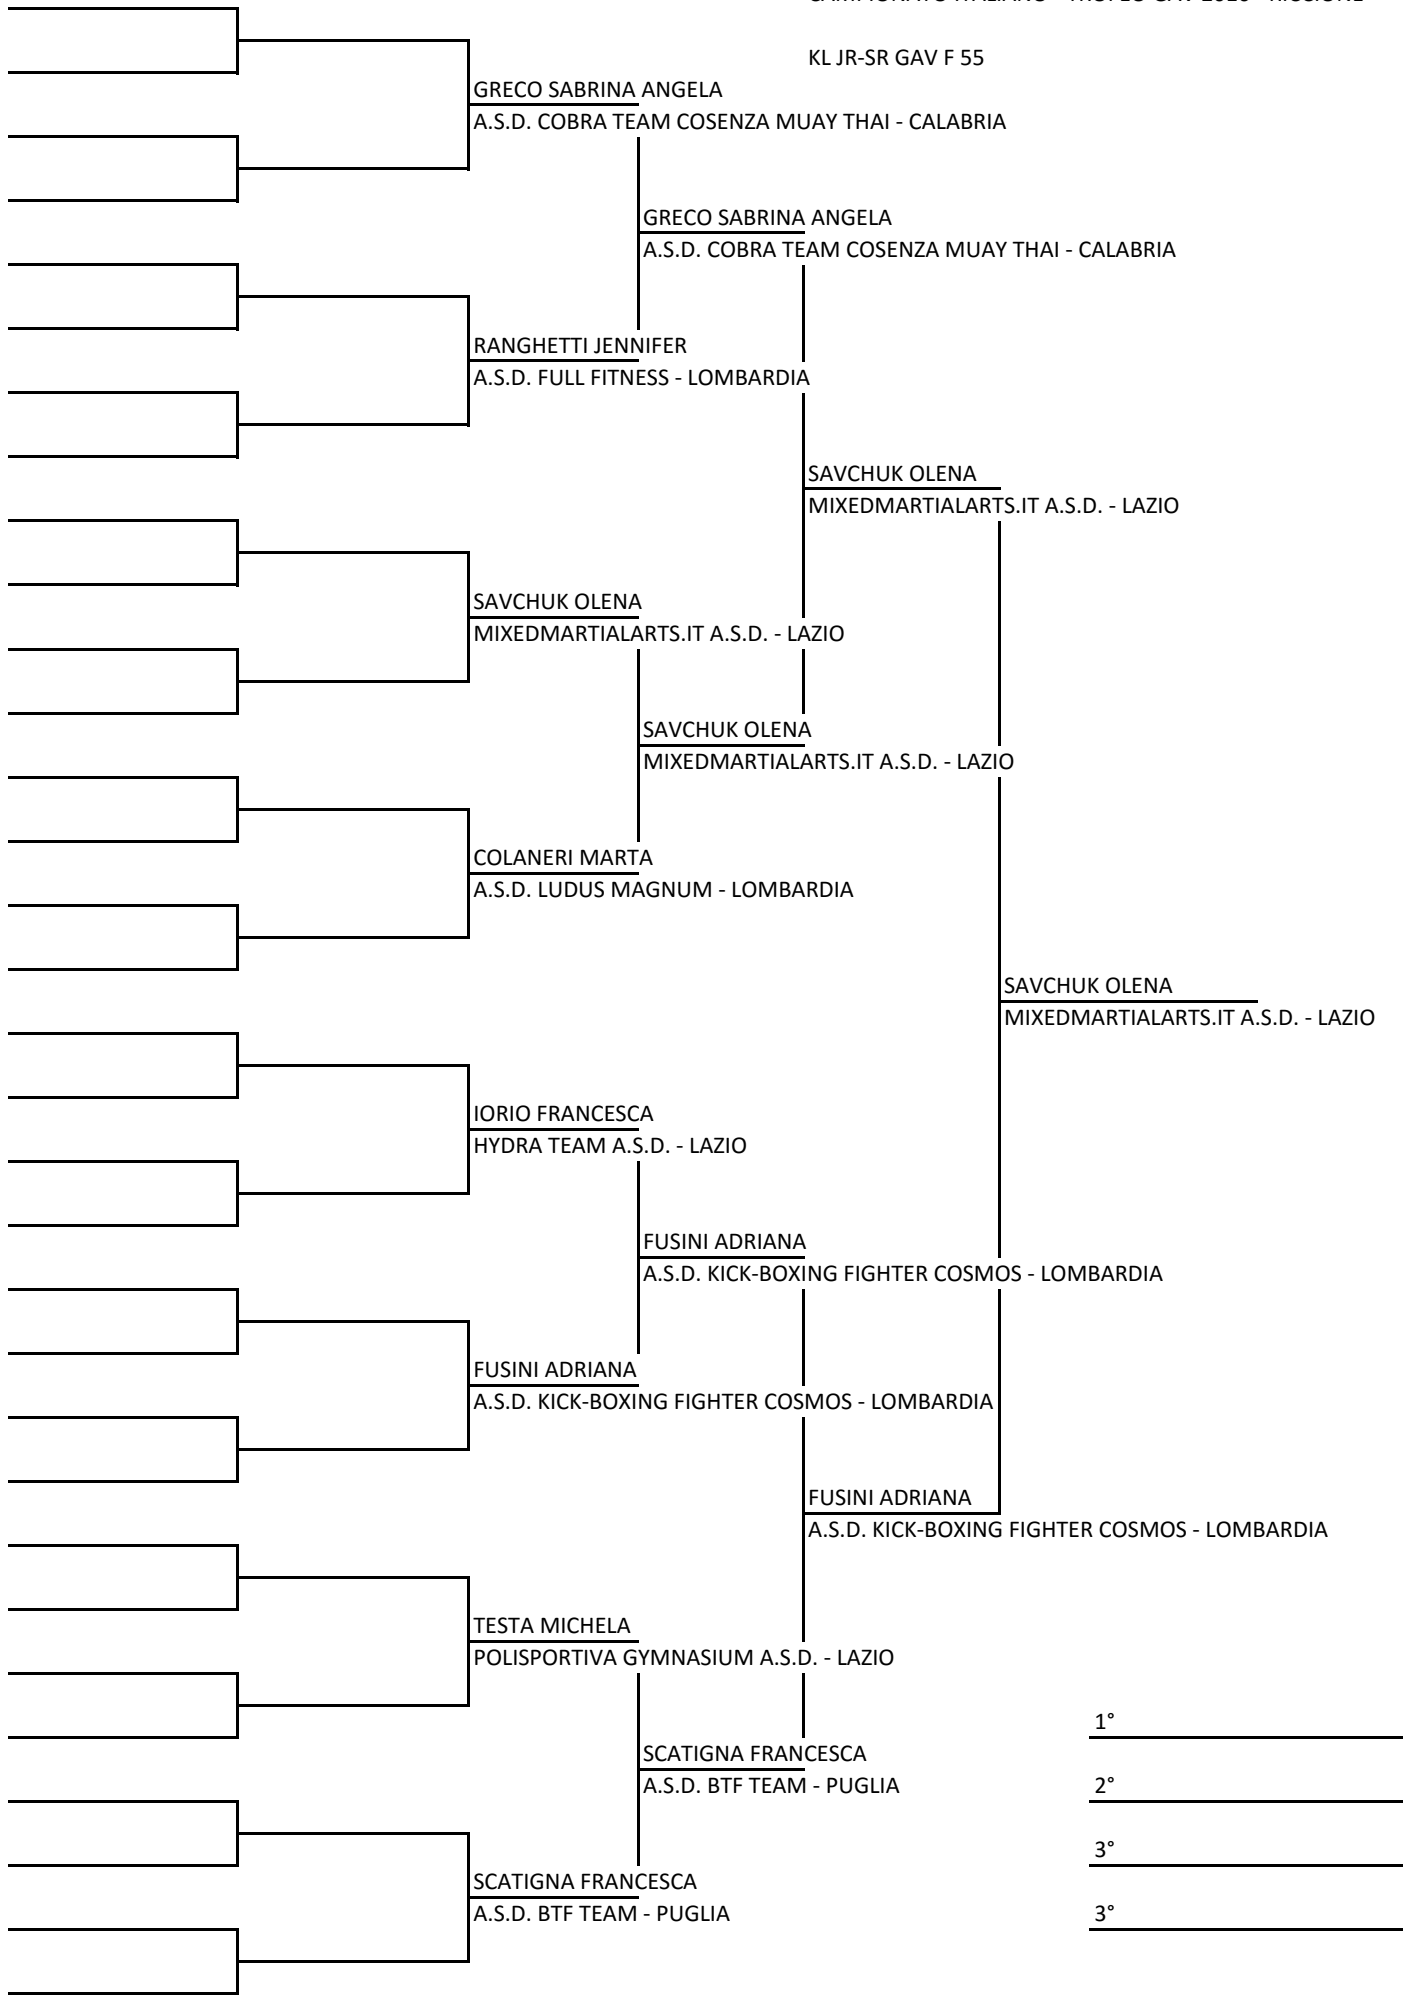 KL JR-SR GAV F 55
GRECO SABRINA ANGELA
A.S.D. COBRA TEAM COSENZA MUAY THAI - CALABRIA
GRECO SABRINA ANGELA
A.S.D. COBRA TEAM COSENZA MUAY THAI - CALABRIA
RANGHETTI JENNIFER
A.S.D. FULL FITNESS - LOMBARDIA
SAVCHUK OLENA
MIXEDMARTIALARTS.IT A.S.D. - LAZIO
SAVCHUK OLENA
MIXEDMARTIALARTS.IT A.S.D. - LAZIO
SAVCHUK OLENA
MIXEDMARTIALARTS.IT A.S.D. - LAZIO
COLANERI MARTA
A.S.D. LUDUS MAGNUM - LOMBARDIA
SAVCHUK OLENA
MIXEDMARTIALARTS.IT A.S.D. - LAZIO
IORIO FRANCESCA
HYDRA TEAM A.S.D. - LAZIO
FUSINI ADRIANA
A.S.D. KICK-BOXING FIGHTER COSMOS - LOMBARDIA
FUSINI ADRIANA
A.S.D. KICK-BOXING FIGHTER COSMOS - LOMBARDIA
FUSINI ADRIANA
A.S.D. KICK-BOXING FIGHTER COSMOS - LOMBARDIA
TESTA MICHELA
POLISPORTIVA GYMNASIUM A.S.D. - LAZIO
1°
SCATIGNA FRANCESCA
A.S.D. BTF TEAM - PUGLIA
2°
3°
SCATIGNA FRANCESCA
A.S.D. BTF TEAM - PUGLIA
3°